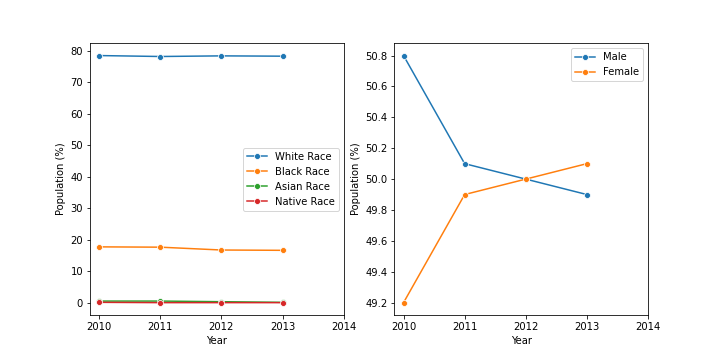 80
70
60
50
40
30
20
10
0
Population (%)
White Race
Black Race
Asian Race
Native Race
2010 2011 2012 2013 2014
Year
50.8
50.6
50.4
50.2
50.0
49.8
49.6
49.4
49.2
Population (%)
Male
Female
2010 2011 2012 2013 2014
Year